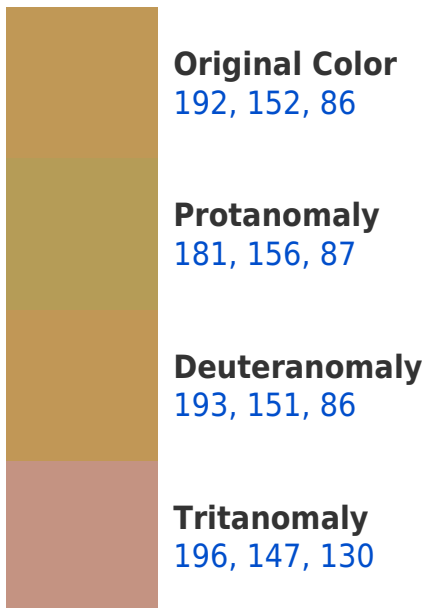 Original Color
192, 152, 86
Protanomaly
181, 156, 87
Deuteranomaly
193, 151, 86
Tritanomaly
196, 147, 130